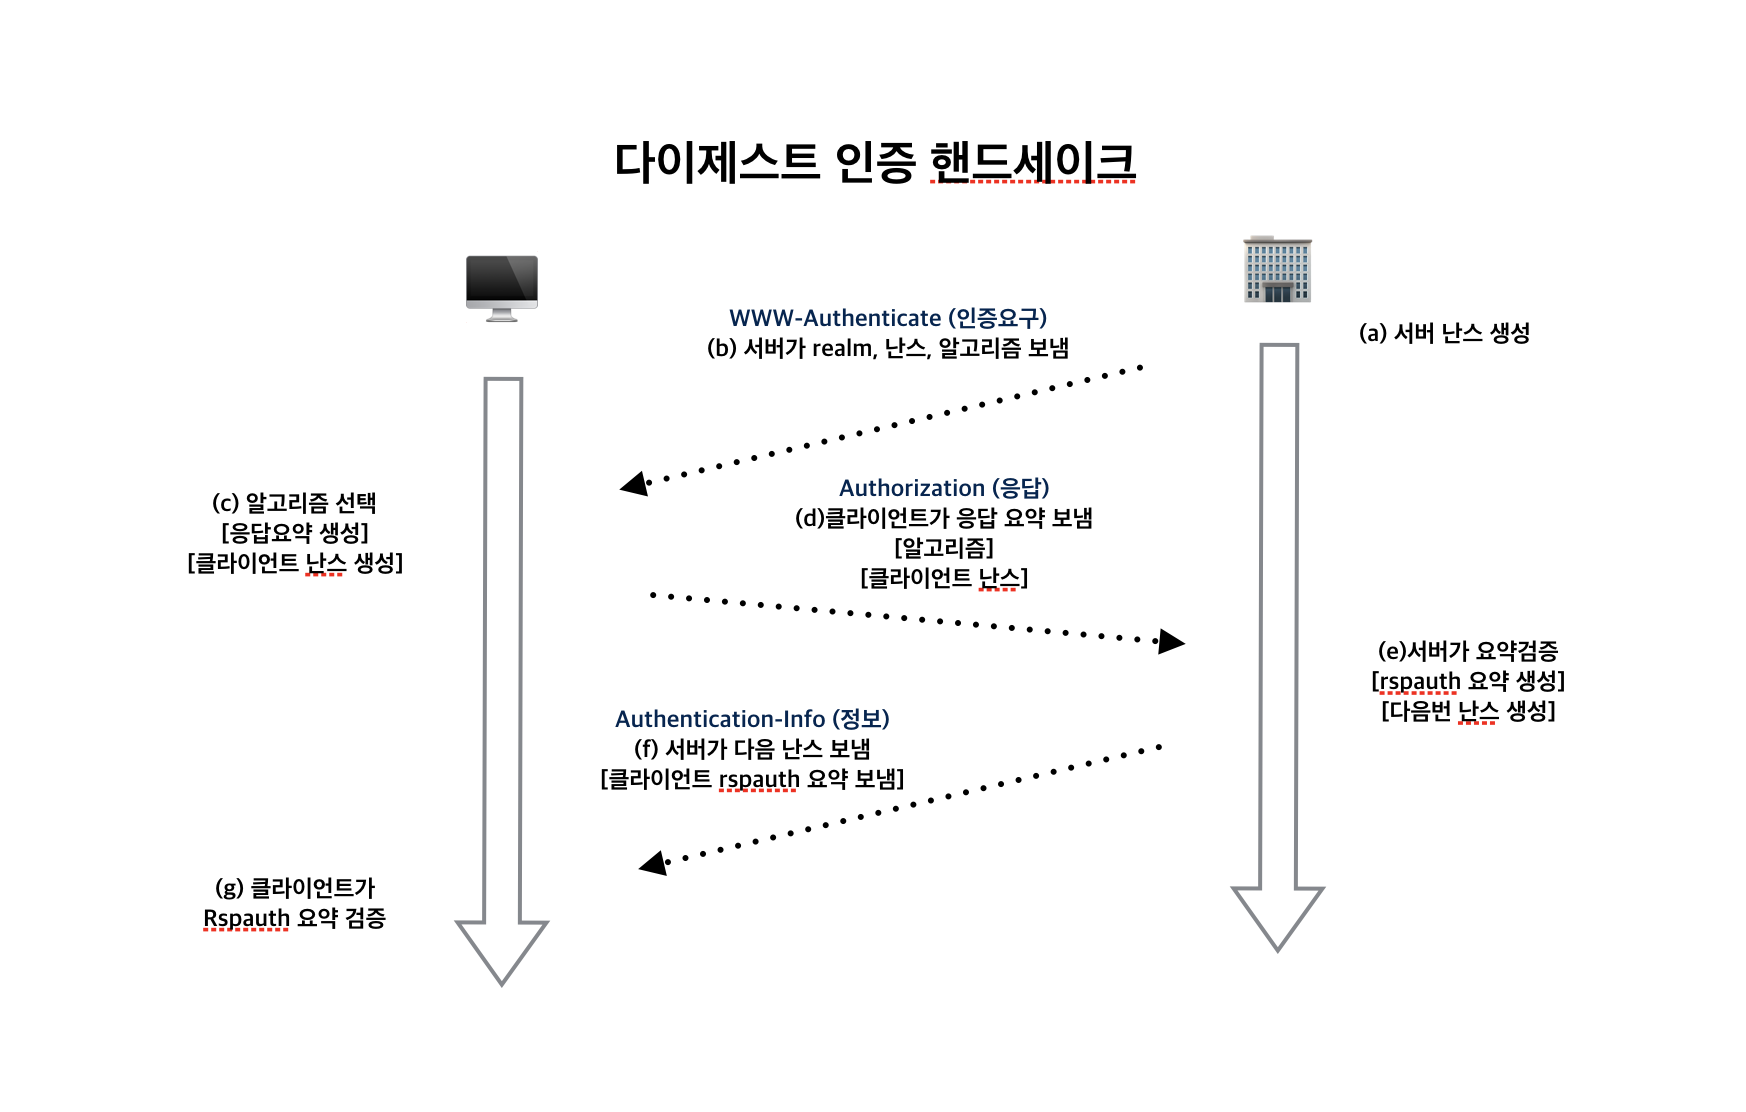 다이제스트 인증 핸드세이크
WWW-Authenticate (인증요구)
(b) 서버가 realm, 난스, 알고리즘 보냄
(a) 서버 난스 생성
(c) 알고리즘 선택
[응답요약 생성]
[클라이언트 난스 생성]
Authorization (응답)
(d)클라이언트가 응답 요약 보냄
[알고리즘]
[클라이언트 난스]
(e)서버가 요약검증
[rspauth 요약 생성]
[다음번 난스 생성]
Authentication-Info (정보)
(f) 서버가 다음 난스 보냄
[클라이언트 rspauth 요약 보냄]
(g) 클라이언트가
Rspauth 요약 검증